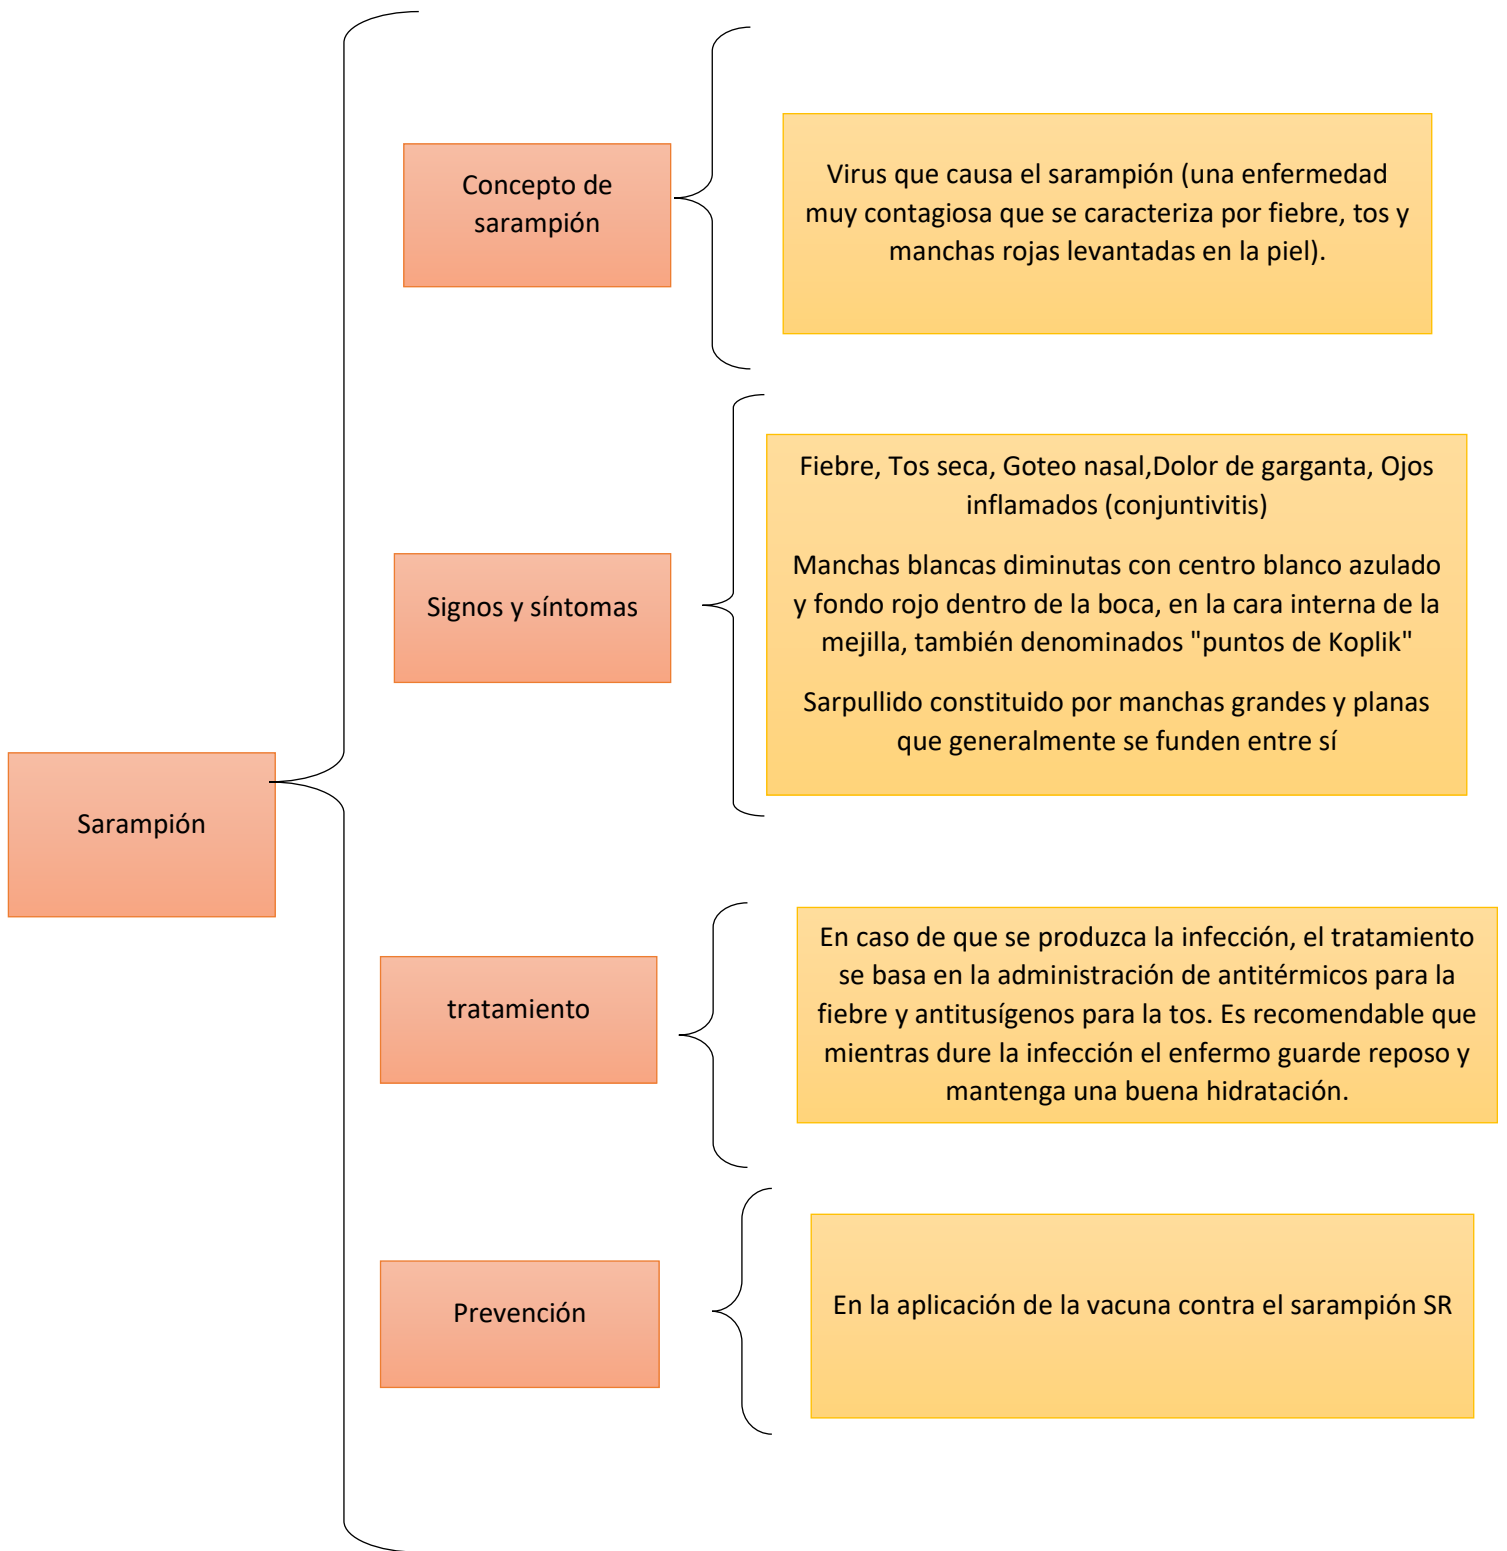 Sarampión
Concepto de
sarampión
Virus que causa el sarampión (una enfermedad
muy contagiosa que se caracteriza por fiebre, tos y
manchas rojas levantadas en la piel).
Signos y síntomas
Fiebre, Tos seca, Goteo nasal,Dolor de garganta, Ojos
inflamados (conjuntivitis)
Manchas blancas diminutas con centro blanco azulado
y fondo rojo dentro de la boca, en la cara interna de la
mejilla, también denominados "puntos de Koplik"
Sarpullido constituido por manchas grandes y planas
que generalmente se funden entre sí
tratamiento
En caso de que se produzca la infección, el tratamiento
se basa en la administración de antitérmicos para la
fiebre y antitusígenos para la tos. Es recomendable que
mientras dure la infección el enfermo guarde reposo y
mantenga una buena hidratación.
Prevención
En la aplicación de la vacuna contra el sarampión SR